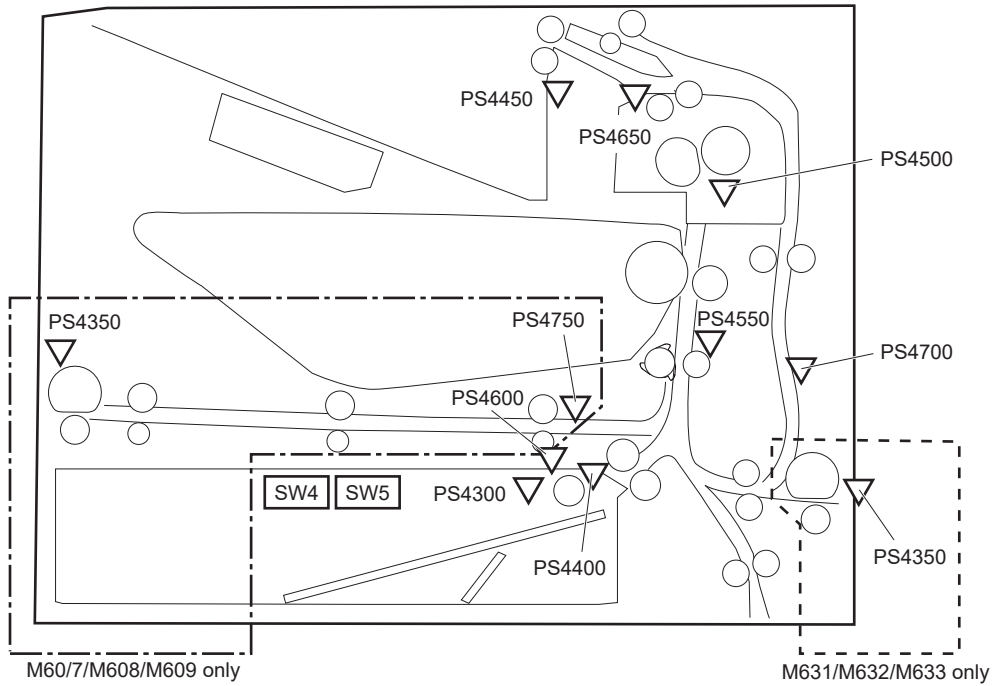 PS4450
PS4650
PS4500
PS4350
PS4750
PS4550
PS4700
PS4600
SW4
SW5
PS4300
PS4400
PS4350
M60/7/M608/M609 only
M631/M632/M633 only